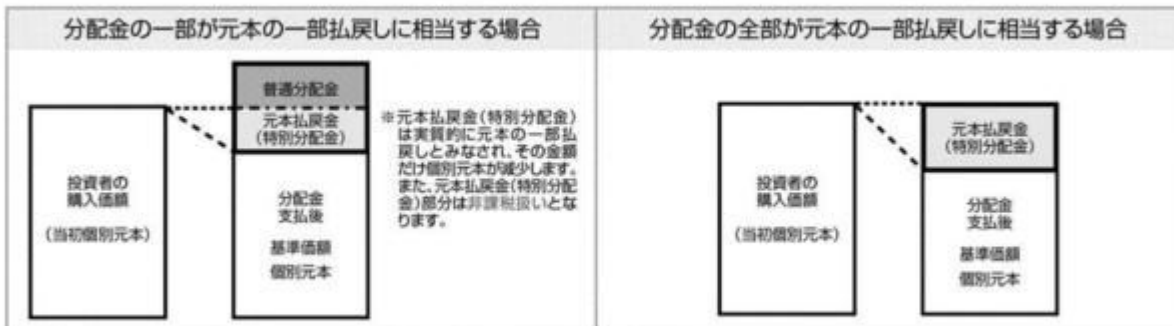 分配金の一部が元本の一部払戻しに相当する場合
普通分配金
元本払戻金
(特別分配金)
投資者の
購入価額
(当初個別元本)
分配金
支払後
基準価額
個別元本
※元本払戻金(特別分配金)
は実質的に元本の一部払
戻しとみなされ、その金額
だけ個別元本が減少します。
また、元本払戻金(特別分配
金)部分は非課税扱いとな
ります。
分配金の全部が元本の一部払戻しに相当する場合
投資者の
購入価額
(当初個別元本)
元本払戻金
(特別分配金)
分配金
支払後
基準価額
個別元本